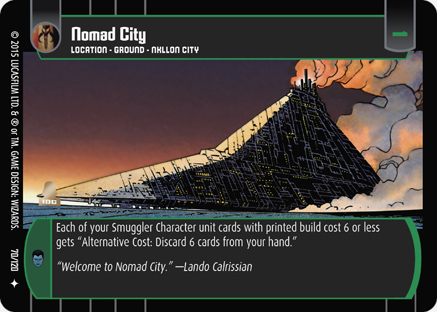 Nomad City
LOCATION - GROUND - NKLLON CITY
© 2015 LUCASFILM LTD. & ® or TM. GAME DESIGN: WIZARDS.
Each of your Smuggler Character unit cards with printed build cost 6 or less
gets "Alternative Cost: Discard 6 cards from your hand."
"Welcome to Nomad City." —Lando Calrissian